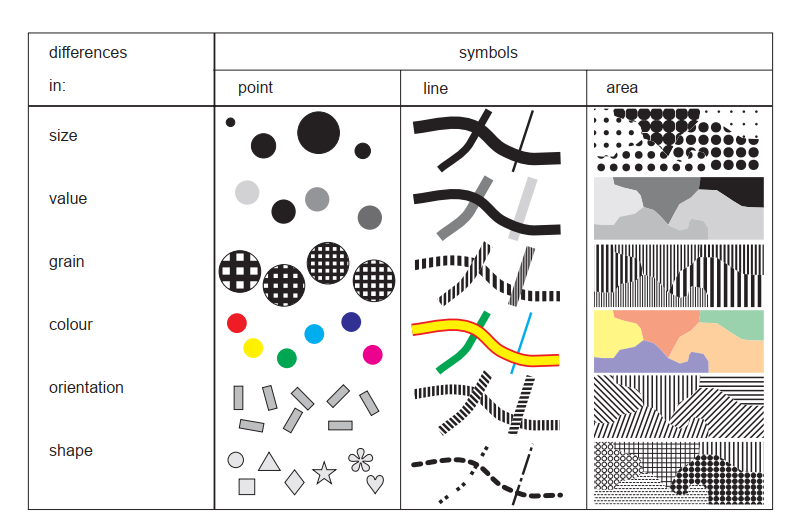 differences
in:
symbols
point
line
area
size
value
grain
colour
orientation
shape